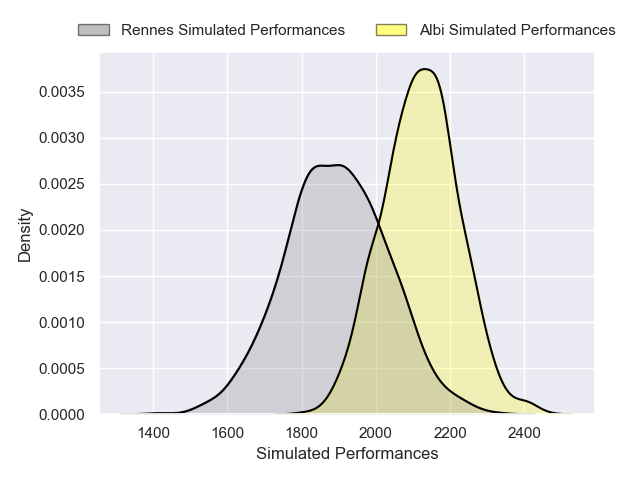 Rennes Simulated Performances   Albi Simulated Performances
0.0035
0.0030
0.0025
0.0020
0.0015
0.0010
0.0005
0.0000
Density
1400 1600 1800 2000 2200 2400
Simulated Performances